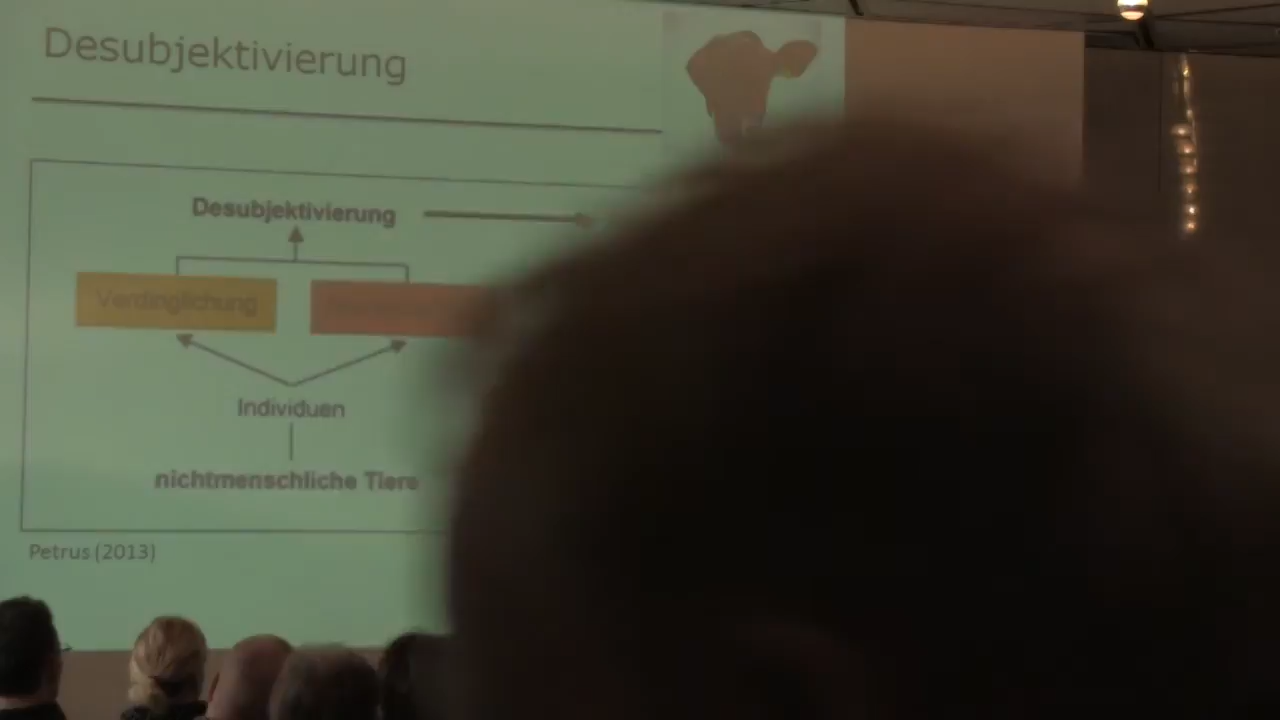 Desubjektivierung
Desubjektivierung
Verdinglichung
Individuen
nichtmenschliche Tiere
Petrus (2013)